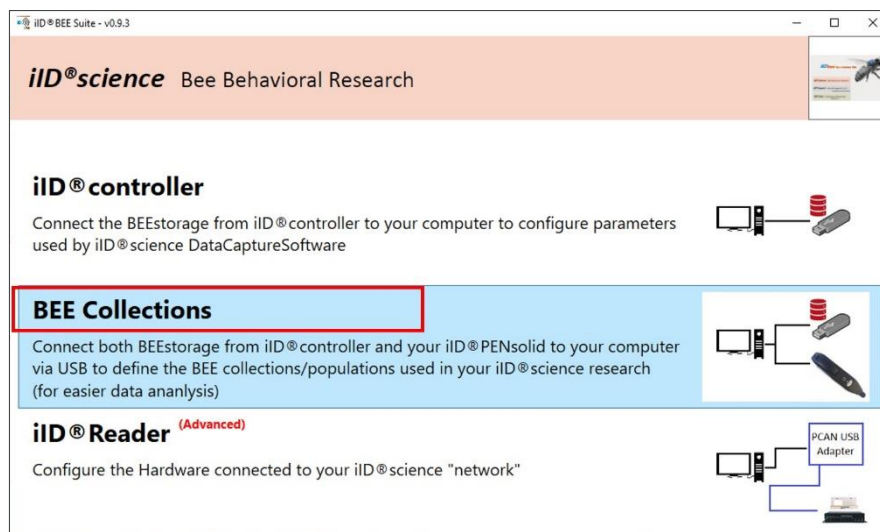 iID®BEE Suite - v0.9.3
iID®science Bee Behavioral Research
iID®controller
Connect the BEEstorage from iID®controller to your computer to configure parameters
used by iID®science DataCaptureSoftware
BEE Collections
Connect both BEEstorage from iID®controller and your iID®PENsolid to your computer
via USB to define the BEE collections/populations used in your iID®science research
(for easier data ananlysis)
iID®Reader (Advanced)
Configure the Hardware connected to your iID®science "network"
PCAN USB
Adapter